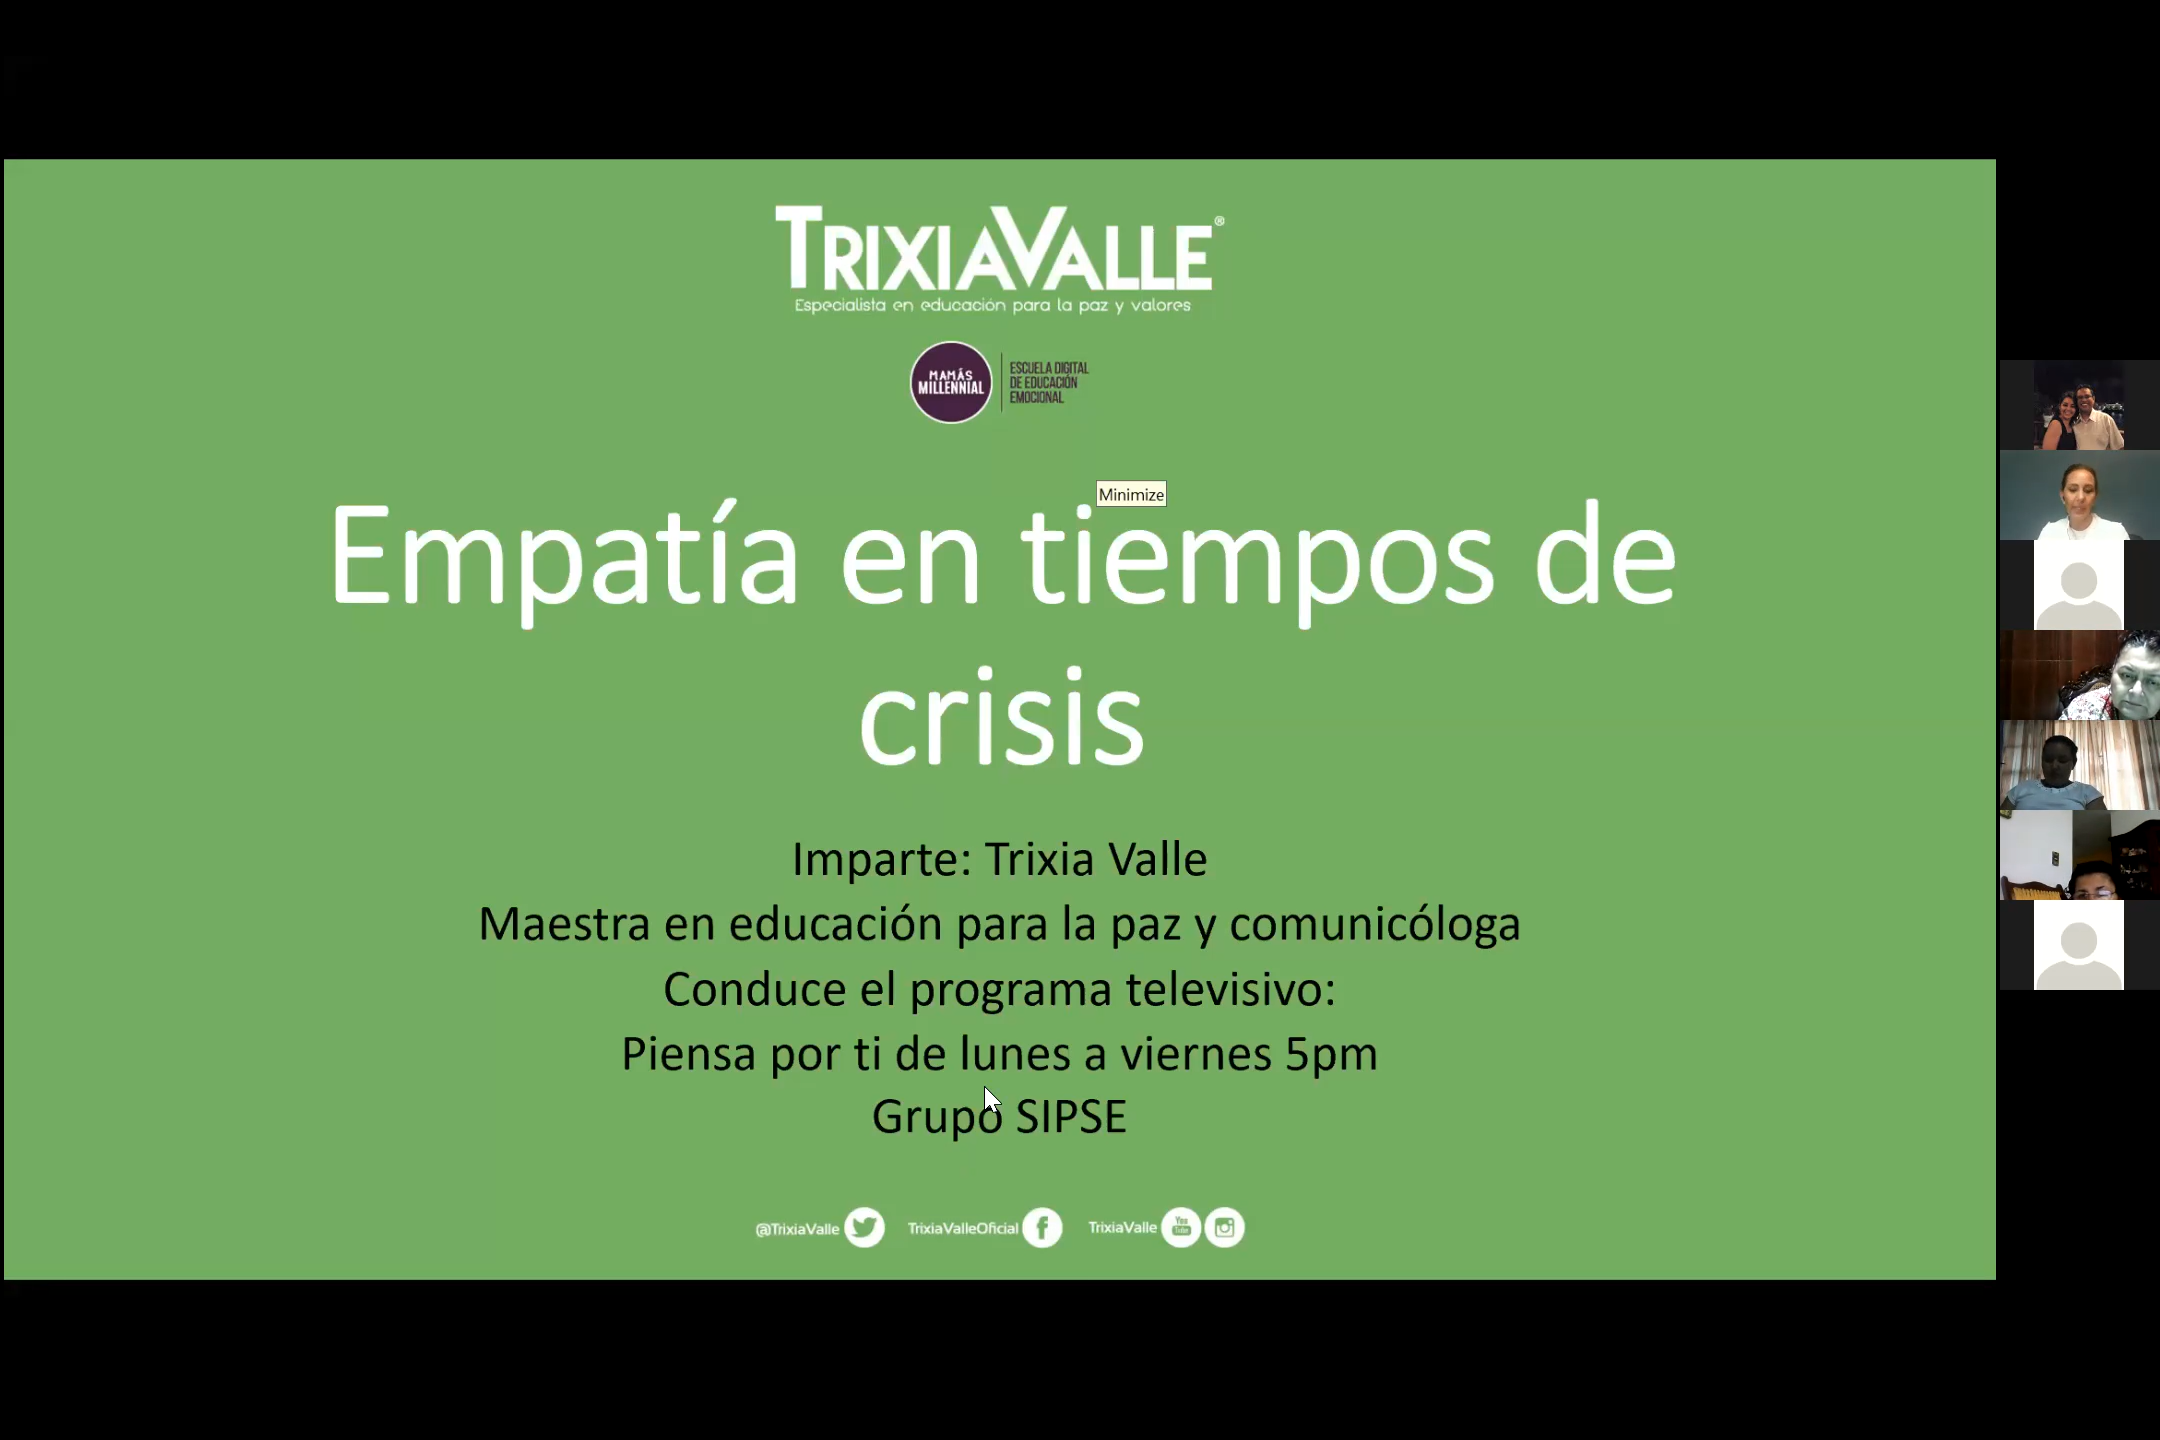 TRIXIAVALLE®
Especialista en educación para la paz y valores
MAMÁS
MILLENNIAL
ESCUELA DIGITAL
DE EDUCACIÓN
EMOCIONAL
Minimize
Empatía en tiempos de
crisis
Imparte: Trixia Valle
Maestra en educación para la paz y comunicóloga
Conduce el programa televisivo:
Piensa por ti de lunes a viernes 5pm
Grupo SIPSE
@TrixiaValle TrixiaValleOficial TrixiaValle You Tube